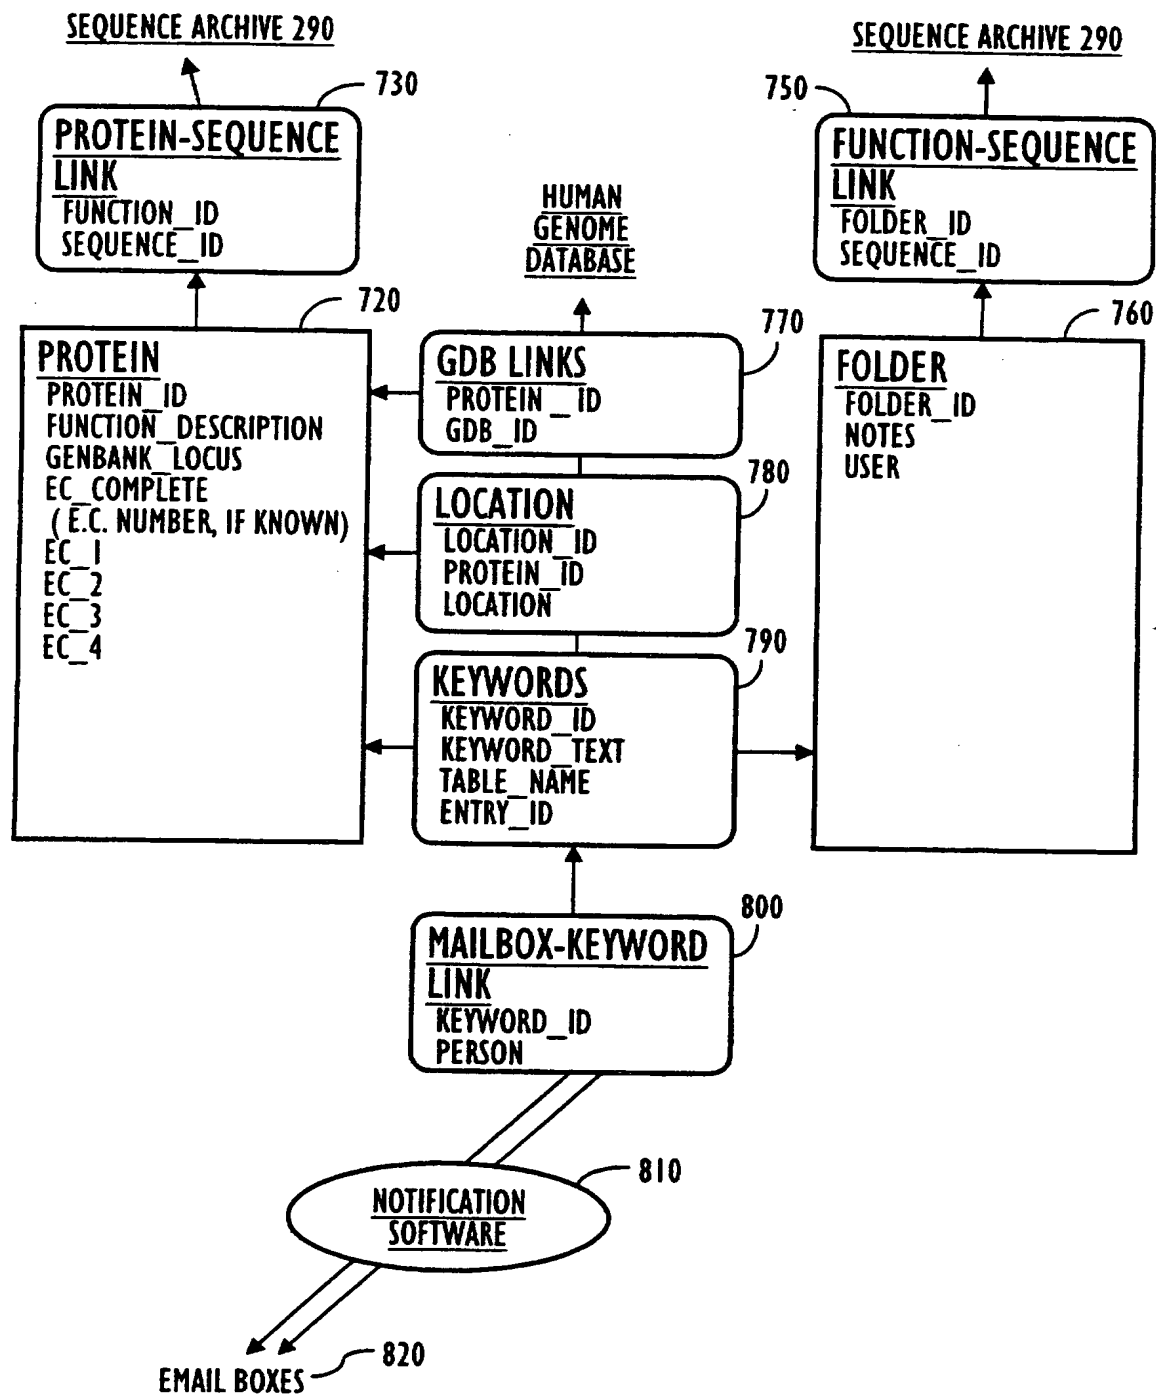 SEQUENCE ARCHIVE 290
730
PROTEIN-SEQUENCE
LINK
FUNCTION_ID
SEQUENCE_ID
720
PROTEIN
PROTEIN_ID
FUNCTION_DESCRIPTION
GENBANK_LOCUS
EC_COMPLETE
( E.C. NUMBER, IF KNOWN)
EC_1
EC_2
EC_3
EC_4
HUMAN
GENOME
DATABASE
770
GDB LINKS
PROTEIN_ID
GDB_ID
780
LOCATION
LOCATION_ID
PROTEIN_ID
LOCATION
790
KEYWORDS
KEYWORD_ID
KEYWORD_TEXT
TABLE_NAME
ENTRY_ID
SEQUENCE ARCHIVE 290
750
FUNCTION-SEQUENCE
LINK
FOLDER_ID
SEQUENCE_ID
760
FOLDER
FOLDER_ID
NOTES
USER
800
MAILBOX-KEYWORD
LINK
KEYWORD_ID
PERSON
810
NOTIFICATION
SOFTWARE
EMAIL BOXES
820